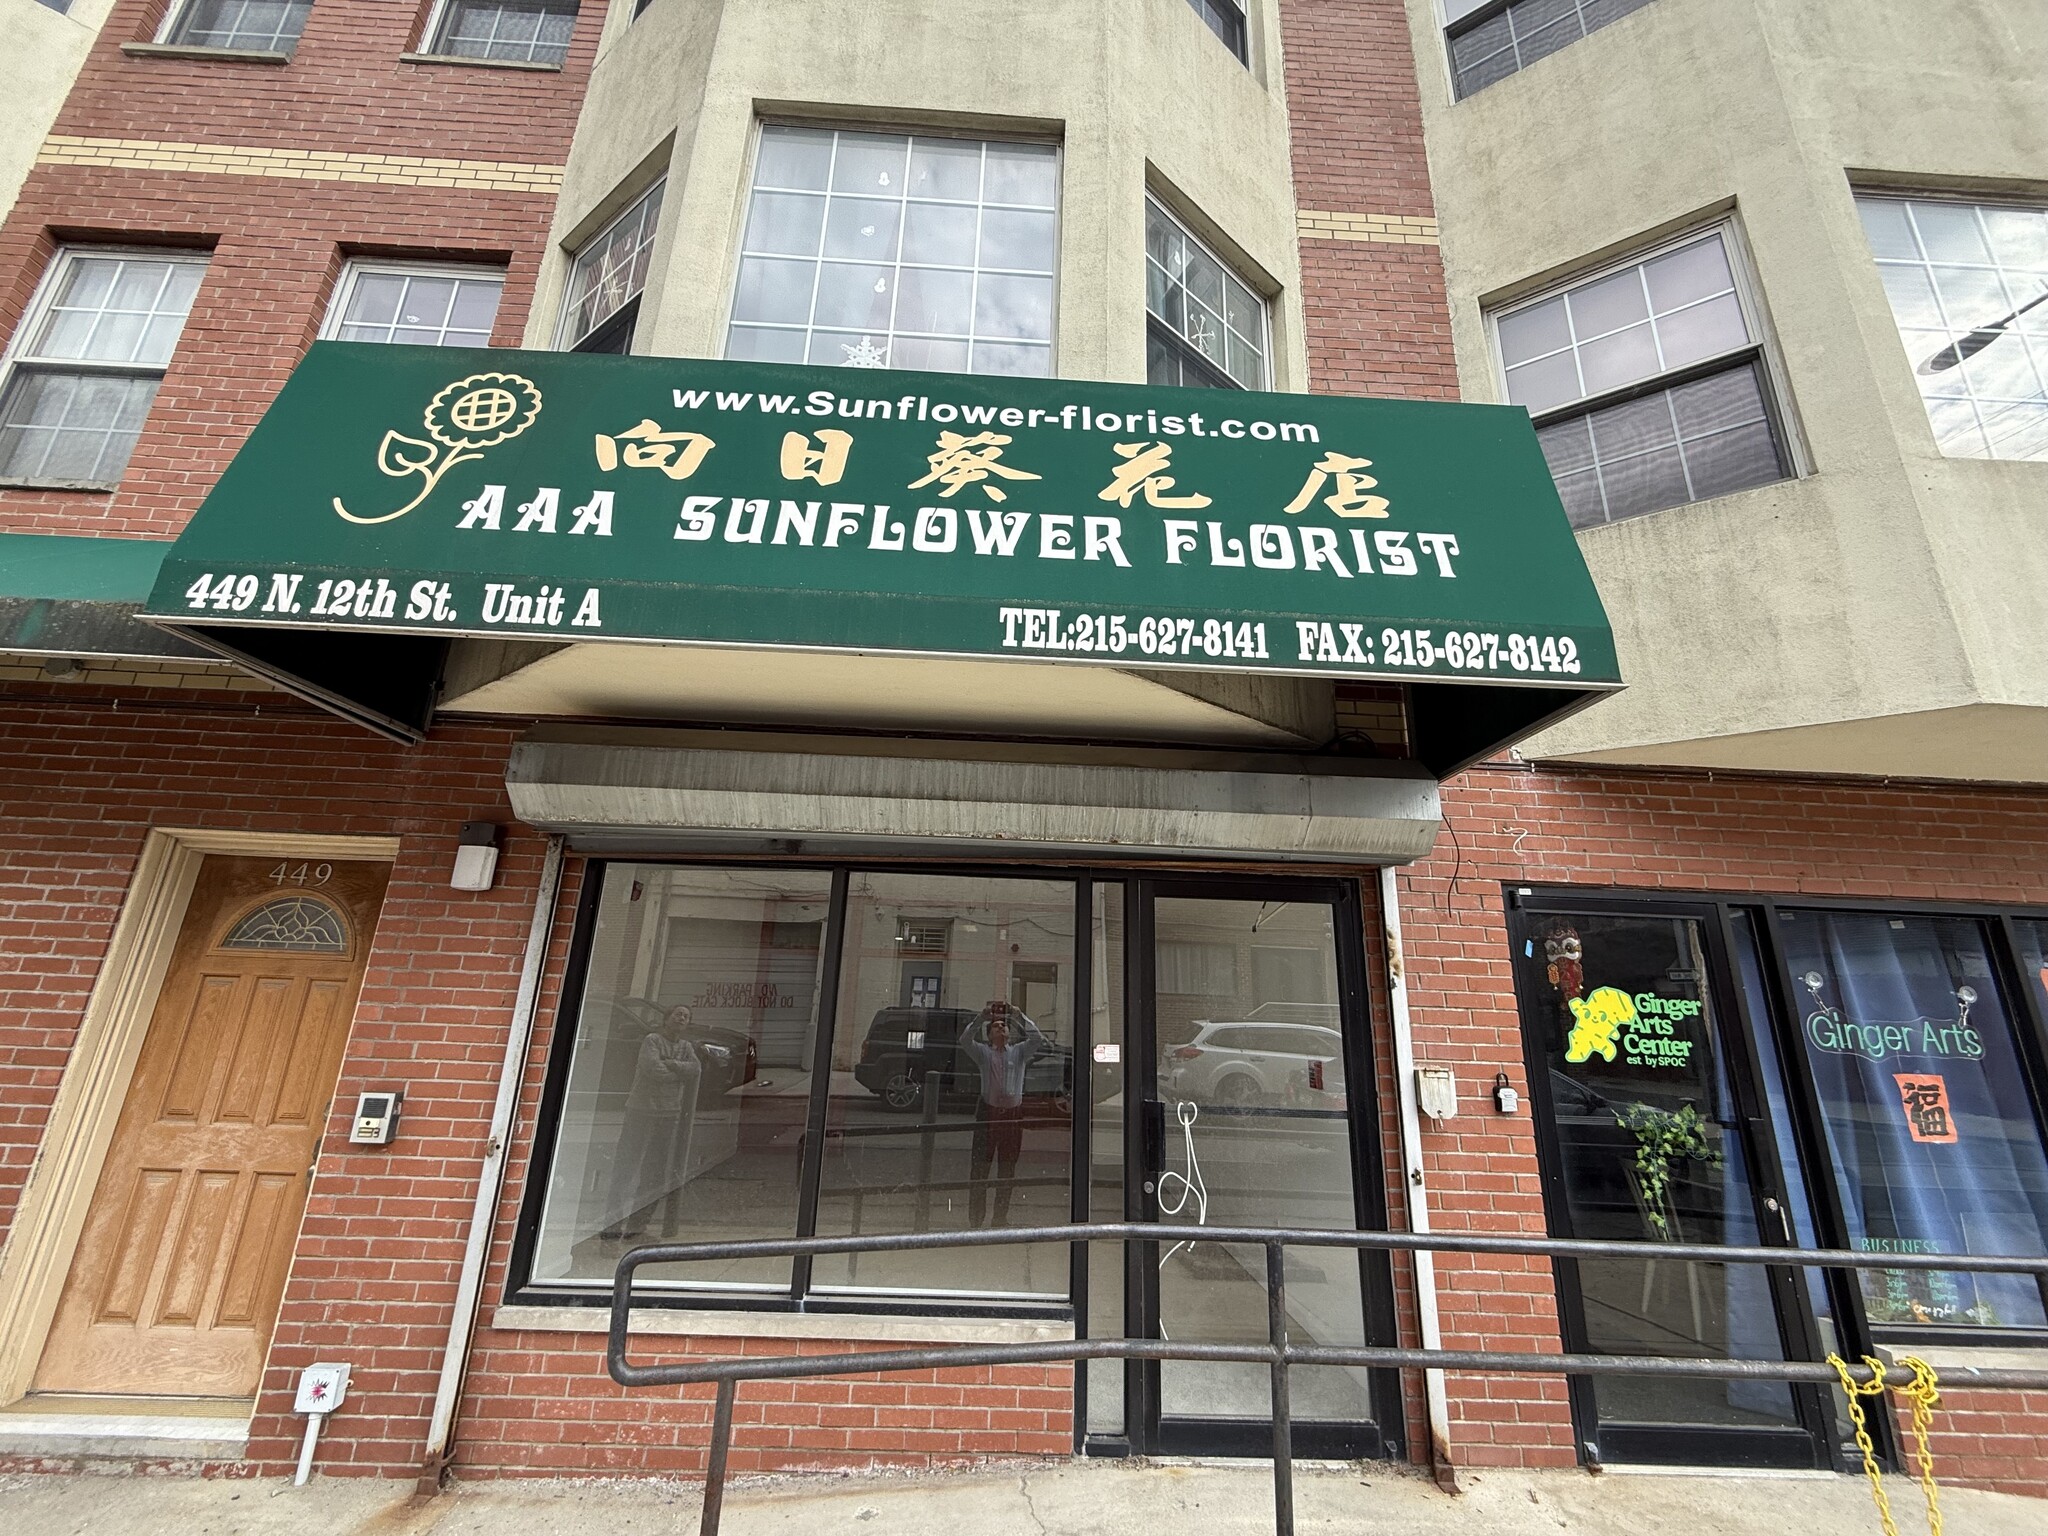 www.Sunflower-florist.com
向日葵花店
AAA SUNFLOWER FLORIST
449 N. 12th St. Unit A
TEL:215-627-8141 FAX: 215-627-8142
449
NO PARKING
DO NOT BLOCK GATE
Ginger
Arts
Center
est by SPOC
Ginger Arts
福
BUSINESS